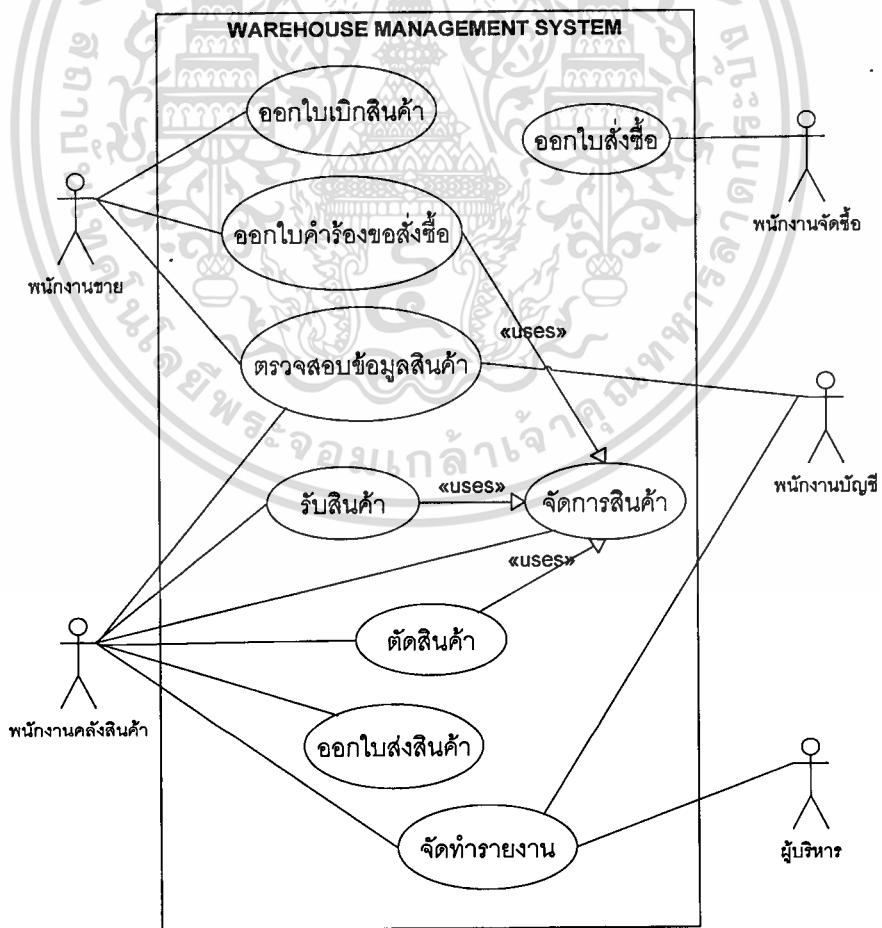 WAREHOUSE MANAGEMENT SYSTEM
ออกใบเบิกสินค้า
ออกใบสั่งซื้อ
พนักงานขาย
พนักงานจัดซื้อ
ออกใบคำร้องขอสั่งซื้อ
«uses»
ตรวจสอบข้อมูลสินค้า
พนักงานบัญชี
รับสินค้า
«uses»
จัดการสินค้า
«uses»
ตัดสินค้า
พนักงานคลังสินค้า
ออกใบส่งสินค้า
จัดทำรายงาน
ผู้บริหาร